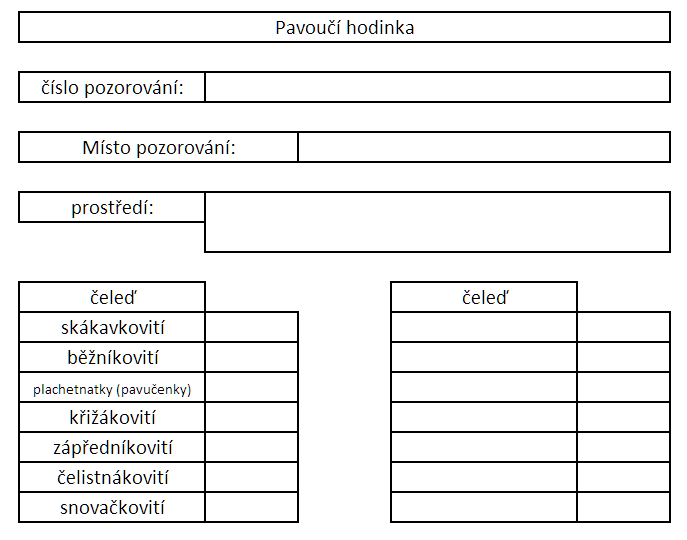 Pavoučí hodinka
číslo pozorování:
Místo pozorování:
prostředí:
čeleď
skákavkovití
běžníkovití
plachetnatky (pavučenky)
křižákovití
zápředníkovití
čelistnákovití
snovačkovití
čeleď